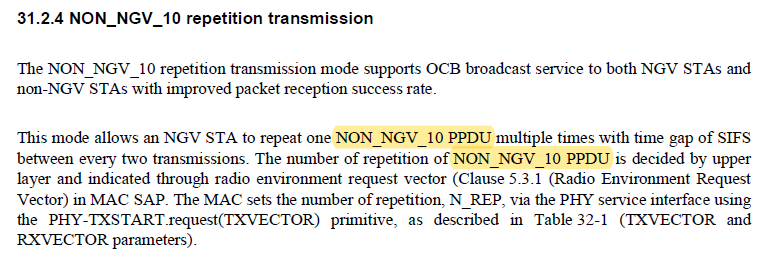 31.2.4 NON_NGV_10 repetition transmission
The NON_NGV_10 repetition transmission mode supports OCB broadcast service to both NGV STAs and
non-NGV STAs with improved packet reception success rate.
This mode allows an NGV STA to repeat one NON_NGV_10 PPDU multiple times with time gap of SIFS
between every two transmissions. The number of repetition of NON_NGV_10 PPDU is decided by upper
layer and indicated through radio environment request vector (Clause 5.3.1 (Radio Environment Request
Vector) in MAC SAP. The MAC sets the number of repetition, N_REP, via the PHY service interface using
the PHY-TXSTART.request(TXVECTOR) primitive, as described in Table 32-1 (TXVECTOR and
RXVECTOR parameters).